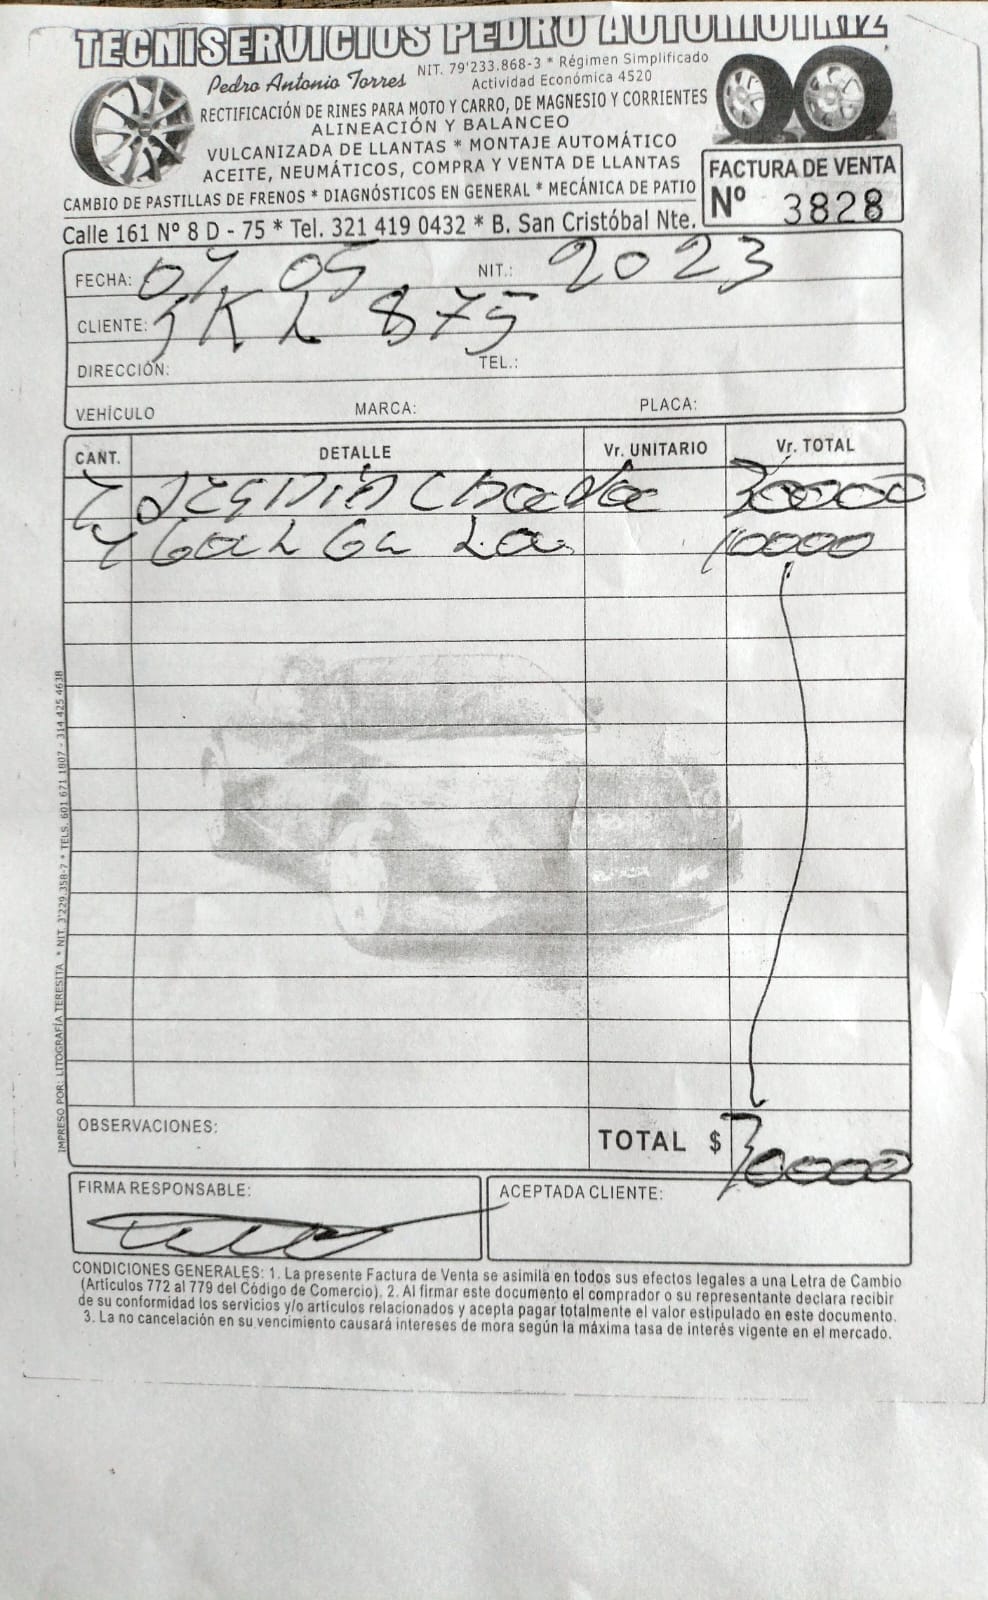 TECNISERVICIOS PEDRO AUTOMOTRIZ
Pedro Antonio Torres
NIT. 79'233.868-3 * Régimen Simplificado
Actividad Económica 4520
RECTIFICACIÓN DE RINES PARA MOTO Y CARRO, DE MAGNESIO Y CORRIENTES
ALINEACIÓN Y BALANCEO
VULCANIZADA DE LLANTAS * MONTAJE AUTOMÁTICO
ACEITE, NEUMÁTICOS, COMPRA Y VENTA DE LLANTAS
CAMBIO DE PASTILLAS DE FRENOS * DIAGNÓSTICOS EN GENERAL * MECÁNICA DE PATIO
Calle 161 Nº 8 D - 75 * Tel. 321 419 0432 * B. San Cristóbal Nte.
FACTURA DE VENTA
Nº 3828
FECHA: 05 NIT.: 2023
CLIENTE: 875
DIRECCIÓN: TEL.:
VEHÍCULO MARCA: PLACA:
CANT. DETALLE Vr. UNITARIO Vr. TOTAL
10000
OBSERVACIONES:
TOTAL $
FIRMA RESPONSABLE:
ACEPTADA CLIENTE:
CONDICIONES GENERALES: 1. La presente Factura de Venta se asimila en todos sus efectos legales a una Letra de Cambio
(Artículos 772 al 779 del Código de Comercio). 2. Al firmar este documento el comprador o su representante declara recibir
de su conformidad los servicios y/o artículos relacionados y acepta pagar totalmente el valor estipulado en este documento.
3. La no cancelación en su vencimiento causará intereses de mora según la máxima tasa de interés vigente en el mercado.
IMPRESO POR: LITOGRAFÍA TERESITA * NIT. 3'229.358-7 * TELS. 601 671 1807 - 314 425 4638